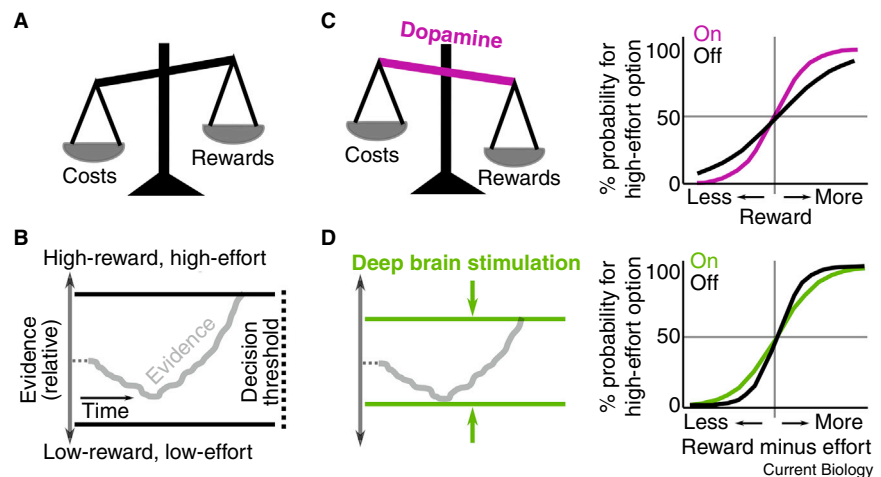 A
Costs
Rewards
B
High-reward, high-effort
Evidence
(relative)
Evidence
Time
Decision
threshold
Low-reward, low-effort
C
Dopamine
Costs
Rewards
% probability for
high-effort option
On
Off
100
50
0
Less
More
Reward
D
Deep brain stimulation
% probability for
high-effort option
On
Off
100
50
0
Less
More
Reward minus effort
Current Biology